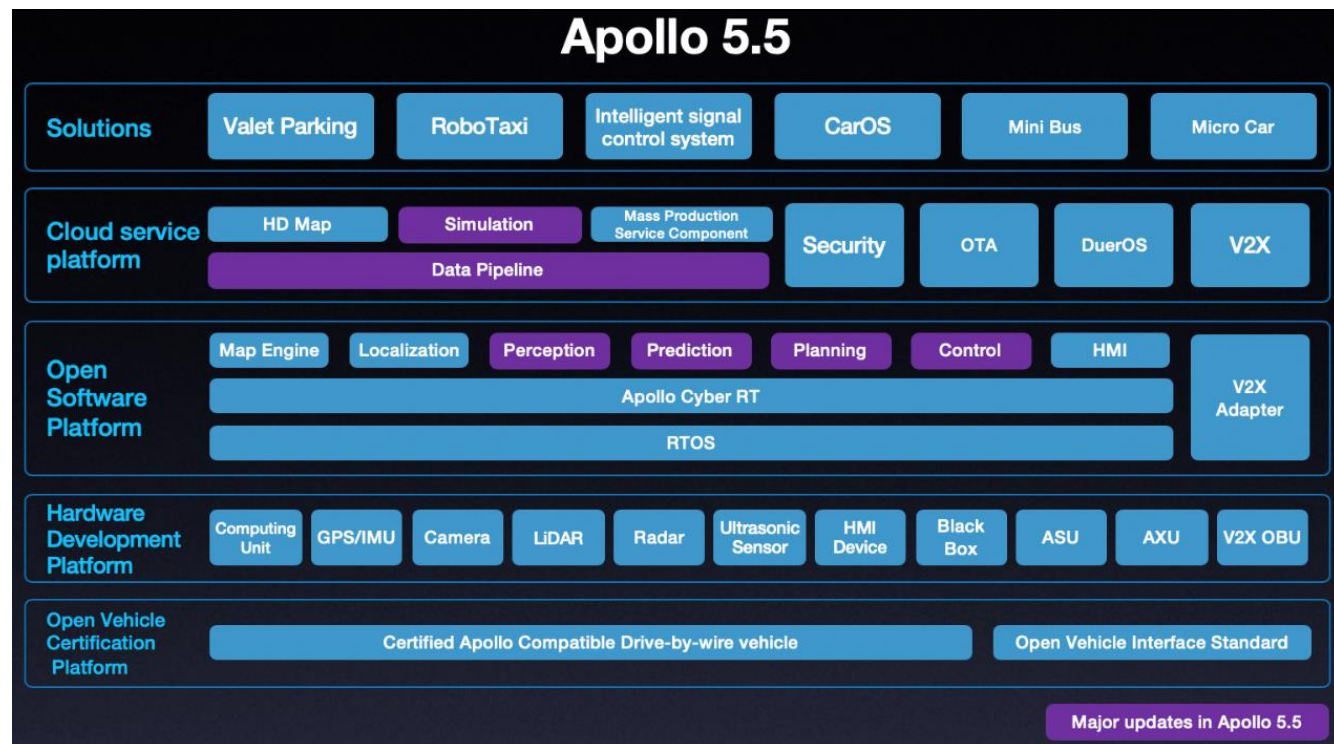 Apollo 5.5
Solutions
Valet Parking
RoboTaxi
Intelligent signal
control system
CarOS
Mini Bus
Micro Car
Cloud service
platform
HD Map
Simulation
Mass Production
Service Component
Data Pipeline
Security
OTA
DuerOS
V2X
Open
Software
Platform
Map Engine
Localization
Perception
Prediction
Planning
Control
HMI
Apollo Cyber RT
RTOS
V2X
Adapter
Hardware
Development
Platform
Computing
Unit
GPS/IMU
Camera
LiDAR
Radar
Ultrasonic
Sensor
HMI
Device
Black
Box
ASU
AXU
V2X OBU
Open Vehicle
Certification
Platform
Certified Apollo Compatible Drive-by-wire vehicle
Open Vehicle Interface Standard
Major updates in Apollo 5.5